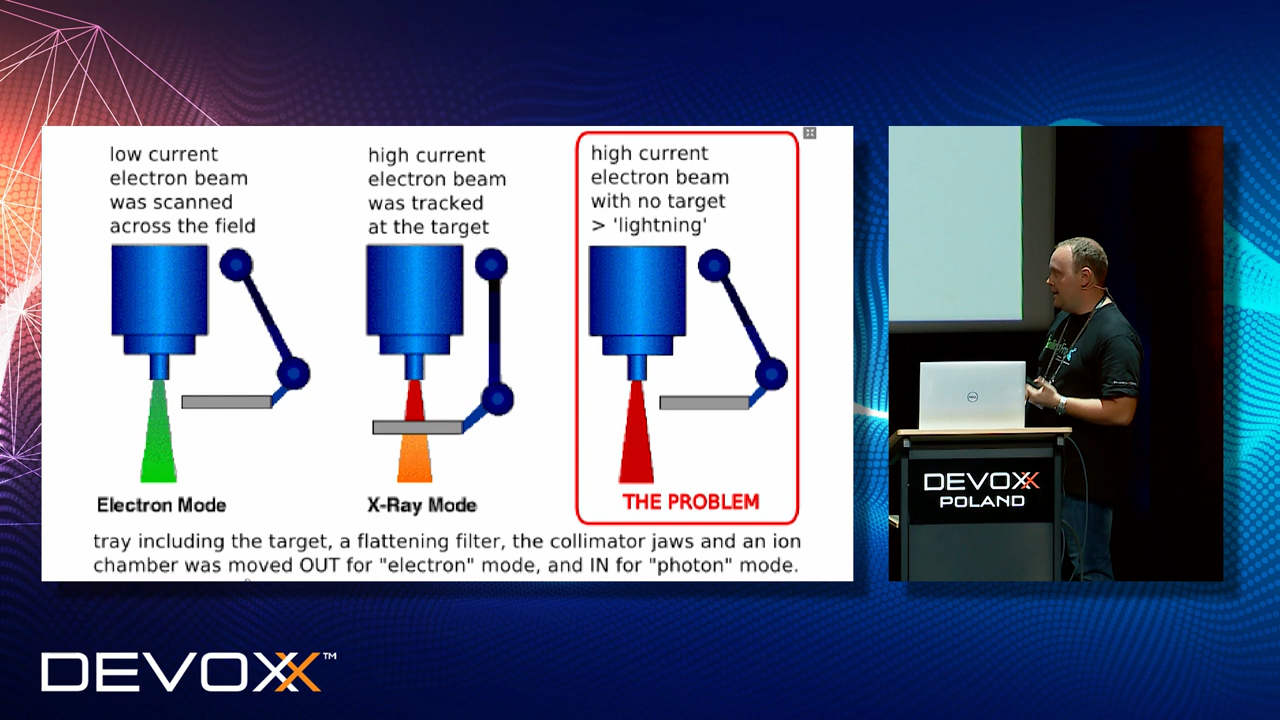 low current
electron beam
was scanned
across the field
high current
electron beam
was tracked
at the target
high current
electron beam
with no target
> 'lightning'
Electron Mode
X-Ray Mode
THE PROBLEM
tray including the target, a flattening filter, the collimator jaws and an ion
chamber was moved OUT for "electron" mode, and IN for "photon" mode.
DELL
DEVOXX
POLAND
DEVOXX™